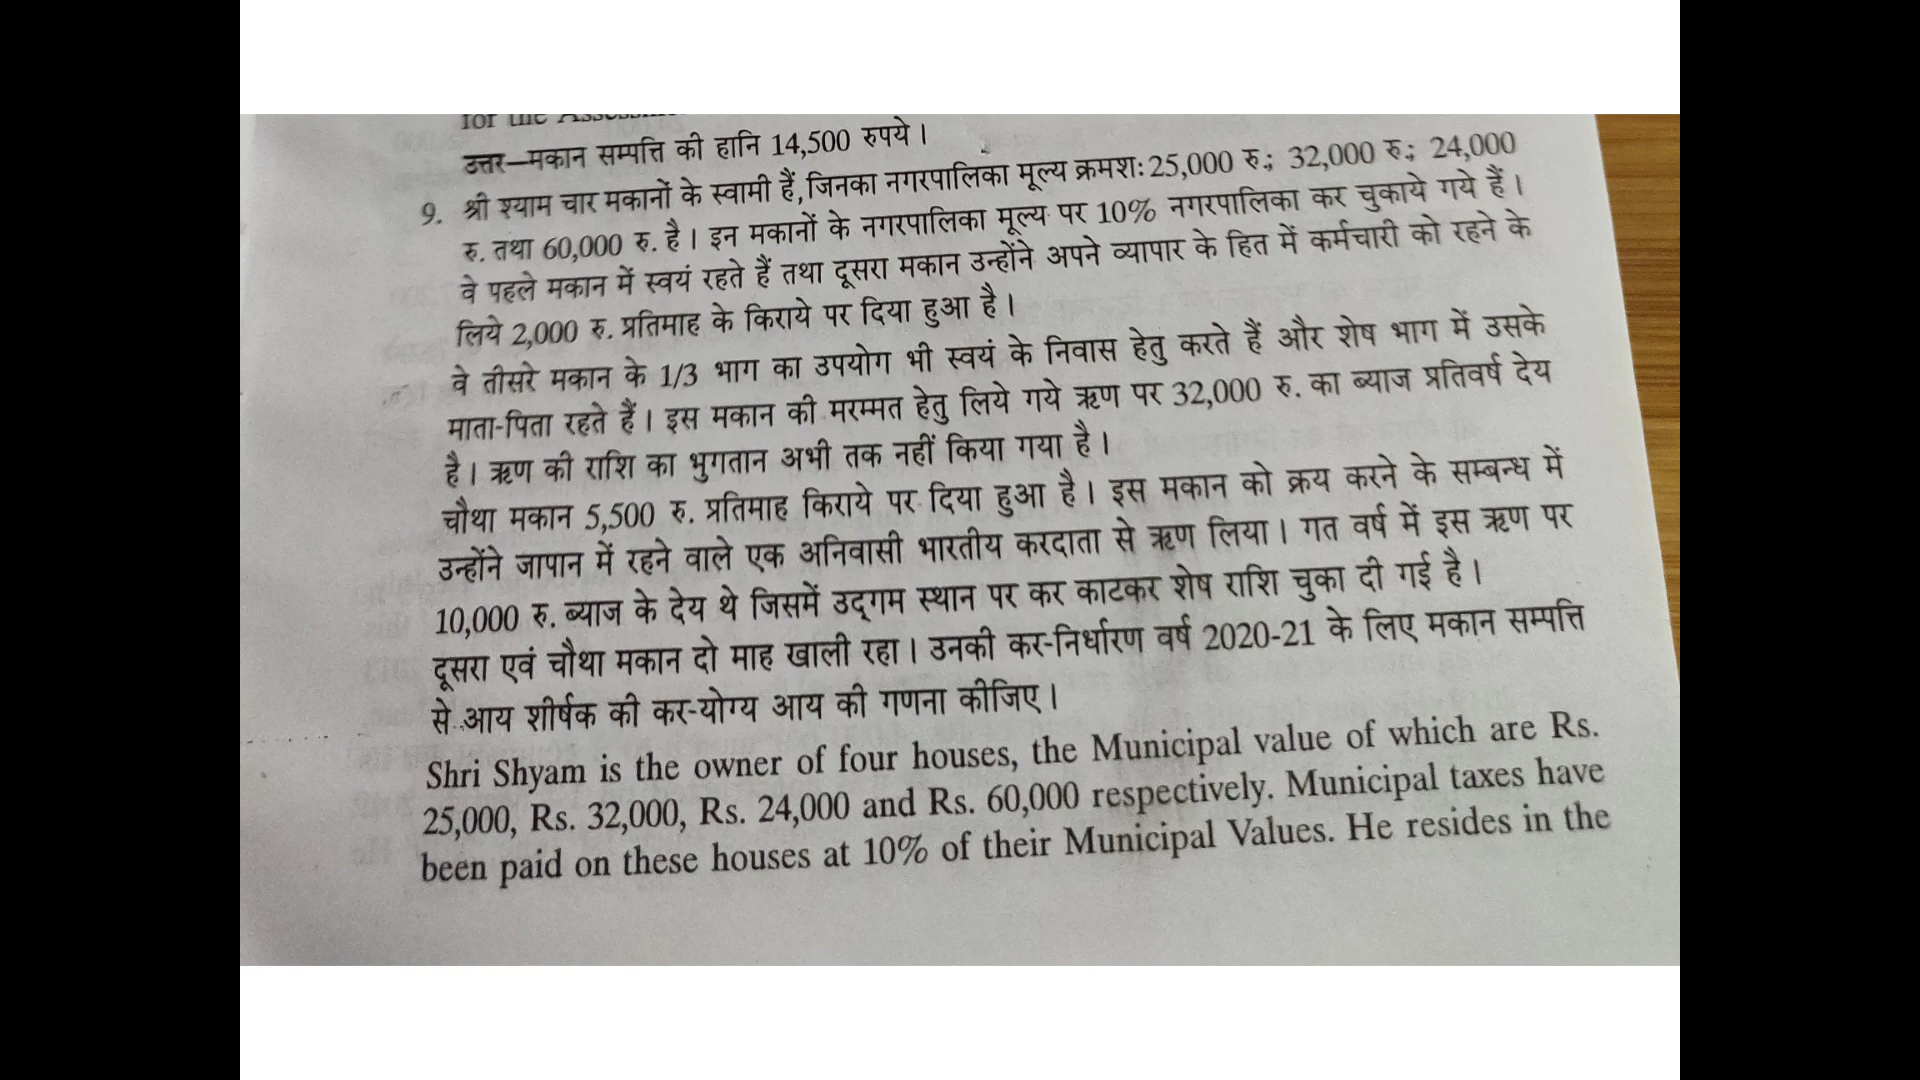 for the Assessm
उत्तर—मकान सम्पत्ति की हानि 14,500 रुपये।
9. श्री श्याम चार मकानों के स्वामी हैं, जिनका नगरपालिका मूल्य क्रमशः 25,000 रु.; 32,000 रु.; 24,000
रु. तथा 60,000 रु. है। इन मकानों के नगरपालिका मूल्य पर 10% नगरपालिका कर चुकाये गये हैं।
वे पहले मकान में स्वयं रहते हैं तथा दूसरा मकान उन्होंने अपने व्यापार के हित में कर्मचारी को रहने के
लिये 2,000 रु. प्रतिमाह के किराये पर दिया हुआ है।
वे तीसरे मकान के 1/3 भाग का उपयोग भी स्वयं के निवास हेतु करते हैं और शेष भाग में उसके
माता-पिता रहते हैं। इस मकान की मरम्मत हेतु लिये गये ऋण पर 32,000 रु. का ब्याज प्रतिवर्ष देय
है। ऋण की राशि का भुगतान अभी तक नहीं किया गया है।
चौथा मकान 5,500 रु. प्रतिमाह किराये पर दिया हुआ है। इस मकान को क्रय करने के सम्बन्ध में
उन्होंने जापान में रहने वाले एक अनिवासी भारतीय करदाता से ऋण लिया। गत वर्ष में इस ऋण पर
10,000 रु. ब्याज के देय थे जिसमें उद्गम स्थान पर कर काटकर शेष राशि चुका दी गई है।
दूसरा एवं चौथा मकान दो माह खाली रहा। उनकी कर-निर्धारण वर्ष 2020-21 के लिए मकान सम्पत्ति
से आय शीर्षक की कर-योग्य आय की गणना कीजिए।
Shri Shyam is the owner of four houses, the Municipal value of which are Rs.
25,000, Rs. 32,000, Rs. 24,000 and Rs. 60,000 respectively. Municipal taxes have
been paid on these houses at 10% of their Municipal Values. He resides in the